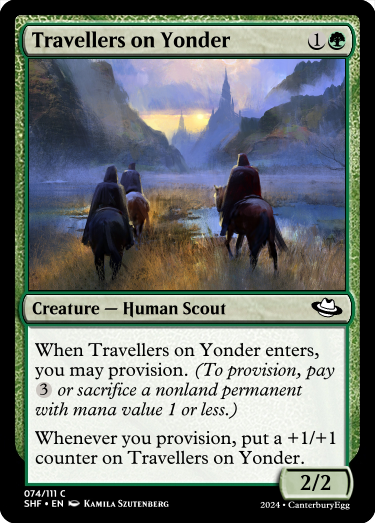 Travellers on Yonder 1
Creature — Human Scout
When Travellers on Yonder enters,
you may provision. (To provision, pay
3 or sacrifice a nonland permanent
with mana value 1 or less.)
Whenever you provision, put a +1/+1
counter on Travellers on Yonder.
2/2
074/111 C
SHF • EN Kamila Szutenberg
2024 • CanterburyEgg